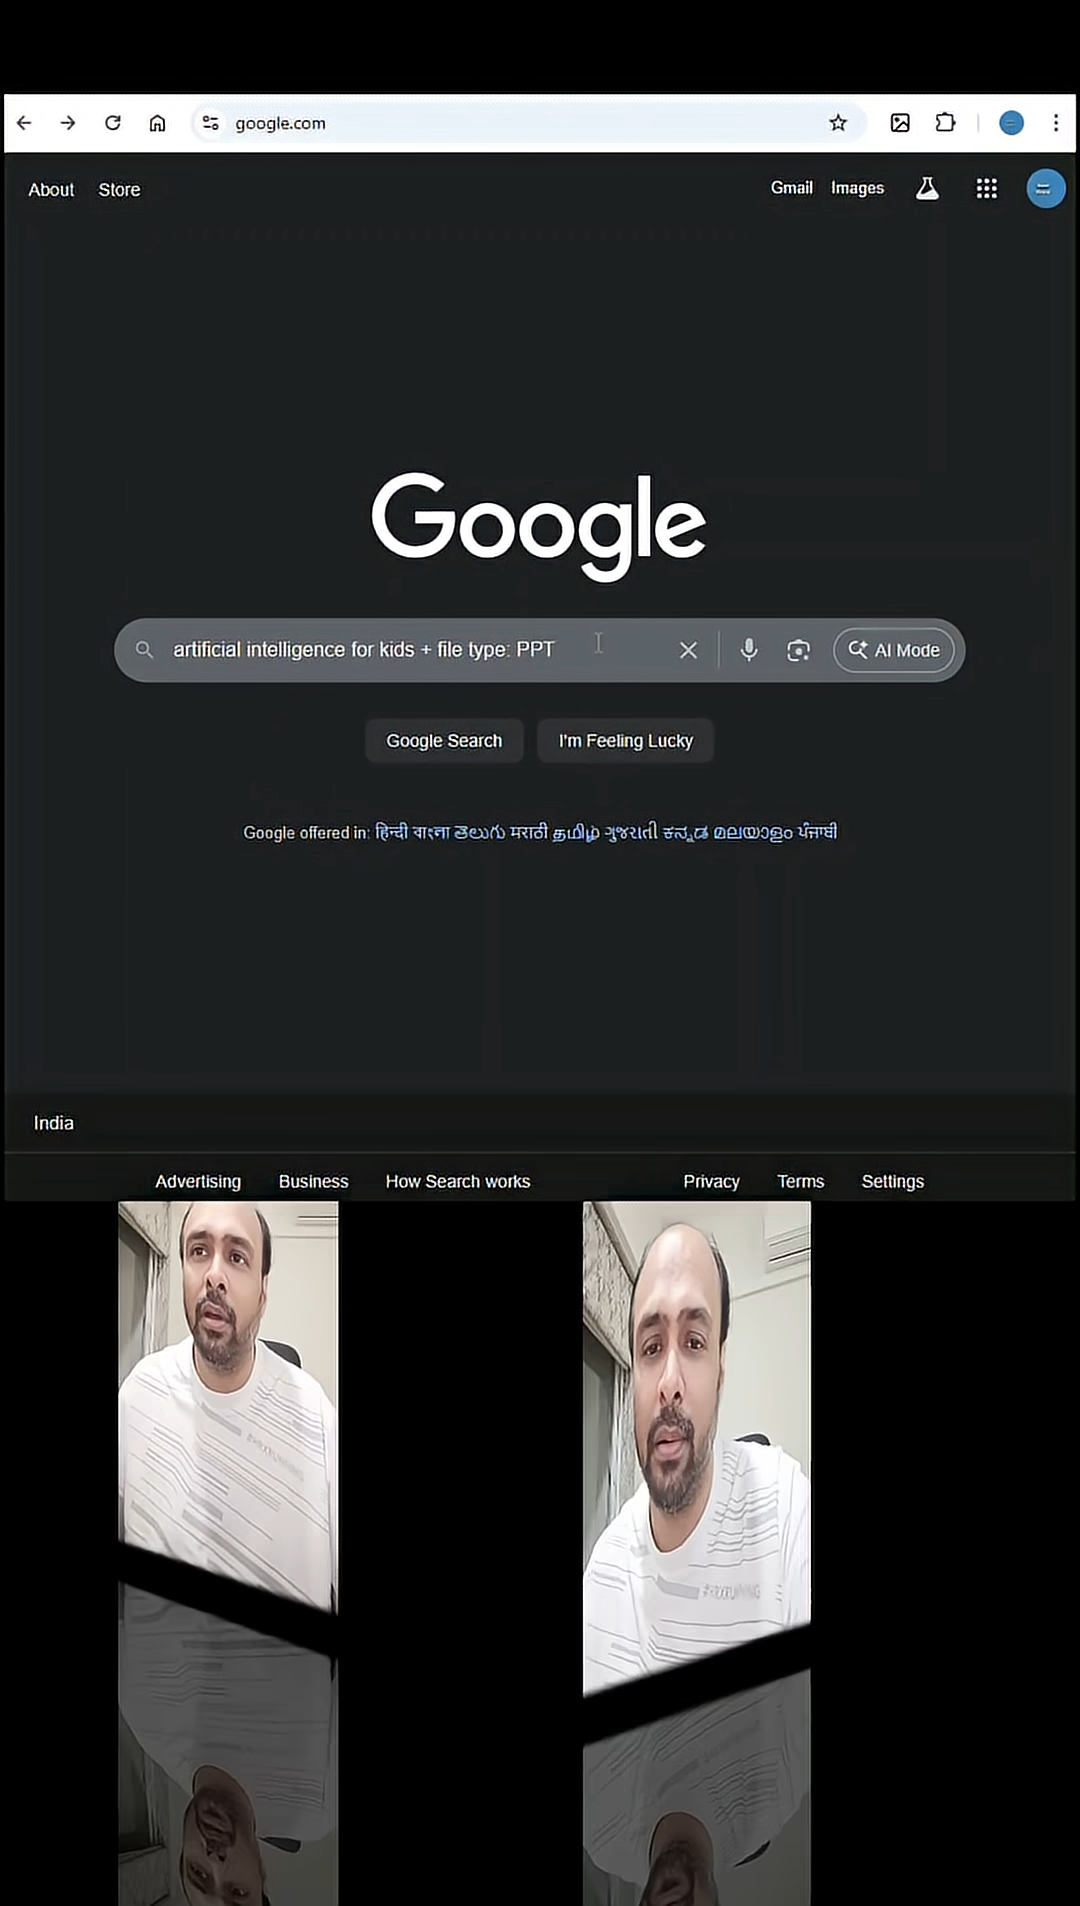 google.com
About Store Gmail Images
Google
artificial intelligence for kids + file type: PPT AI Mode
Google Search I'm Feeling Lucky
Google offered in: हिन्दी বাংলা తెలుగు मराठी தமிழ் ગુજરાતી ಕನ್ನಡ മലയാളം ਪੰਜਾਬੀ
India
Advertising Business How Search works Privacy Terms Settings